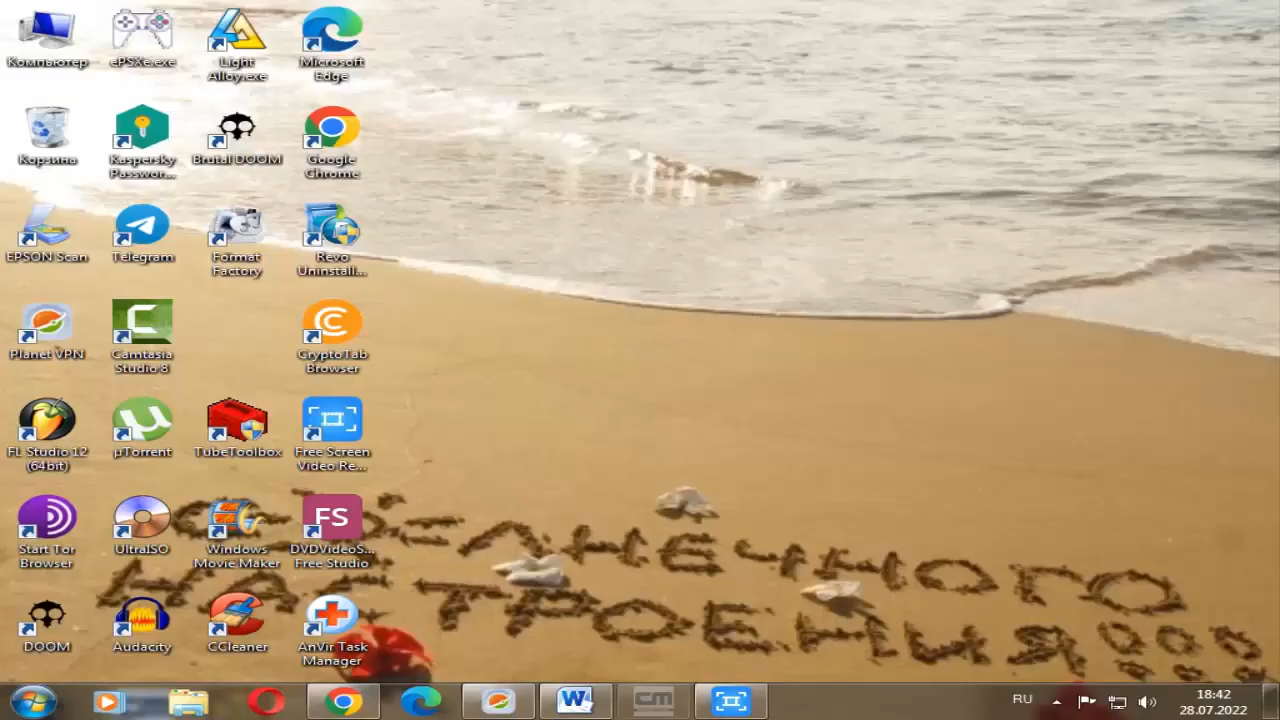 Компьютер
ePSXe.exe
Light
Alloy.exe
Microsoft
Edge
Корзина
Kaspersky
Passwor...
Brutal DOOM
Google
Chrome
EPSON Scan
Telegram
Format
Factory
Revo
Uninstall...
Planet VPN
Camtasia
Studio 8
CryptoTab
Browser
FL Studio 12
(64bit)
µTorrent
TubeToolbox
Free Screen
Video Re...
FS
Start Tor
Browser
UltraISO
Windows
Movie Maker
DVDVideoS...
Free Studio
DOOM
Audacity
CCleaner
AnVir Task
Manager
НАСТРОЕНИЯ!!!
RU
18:42
28.07.2022